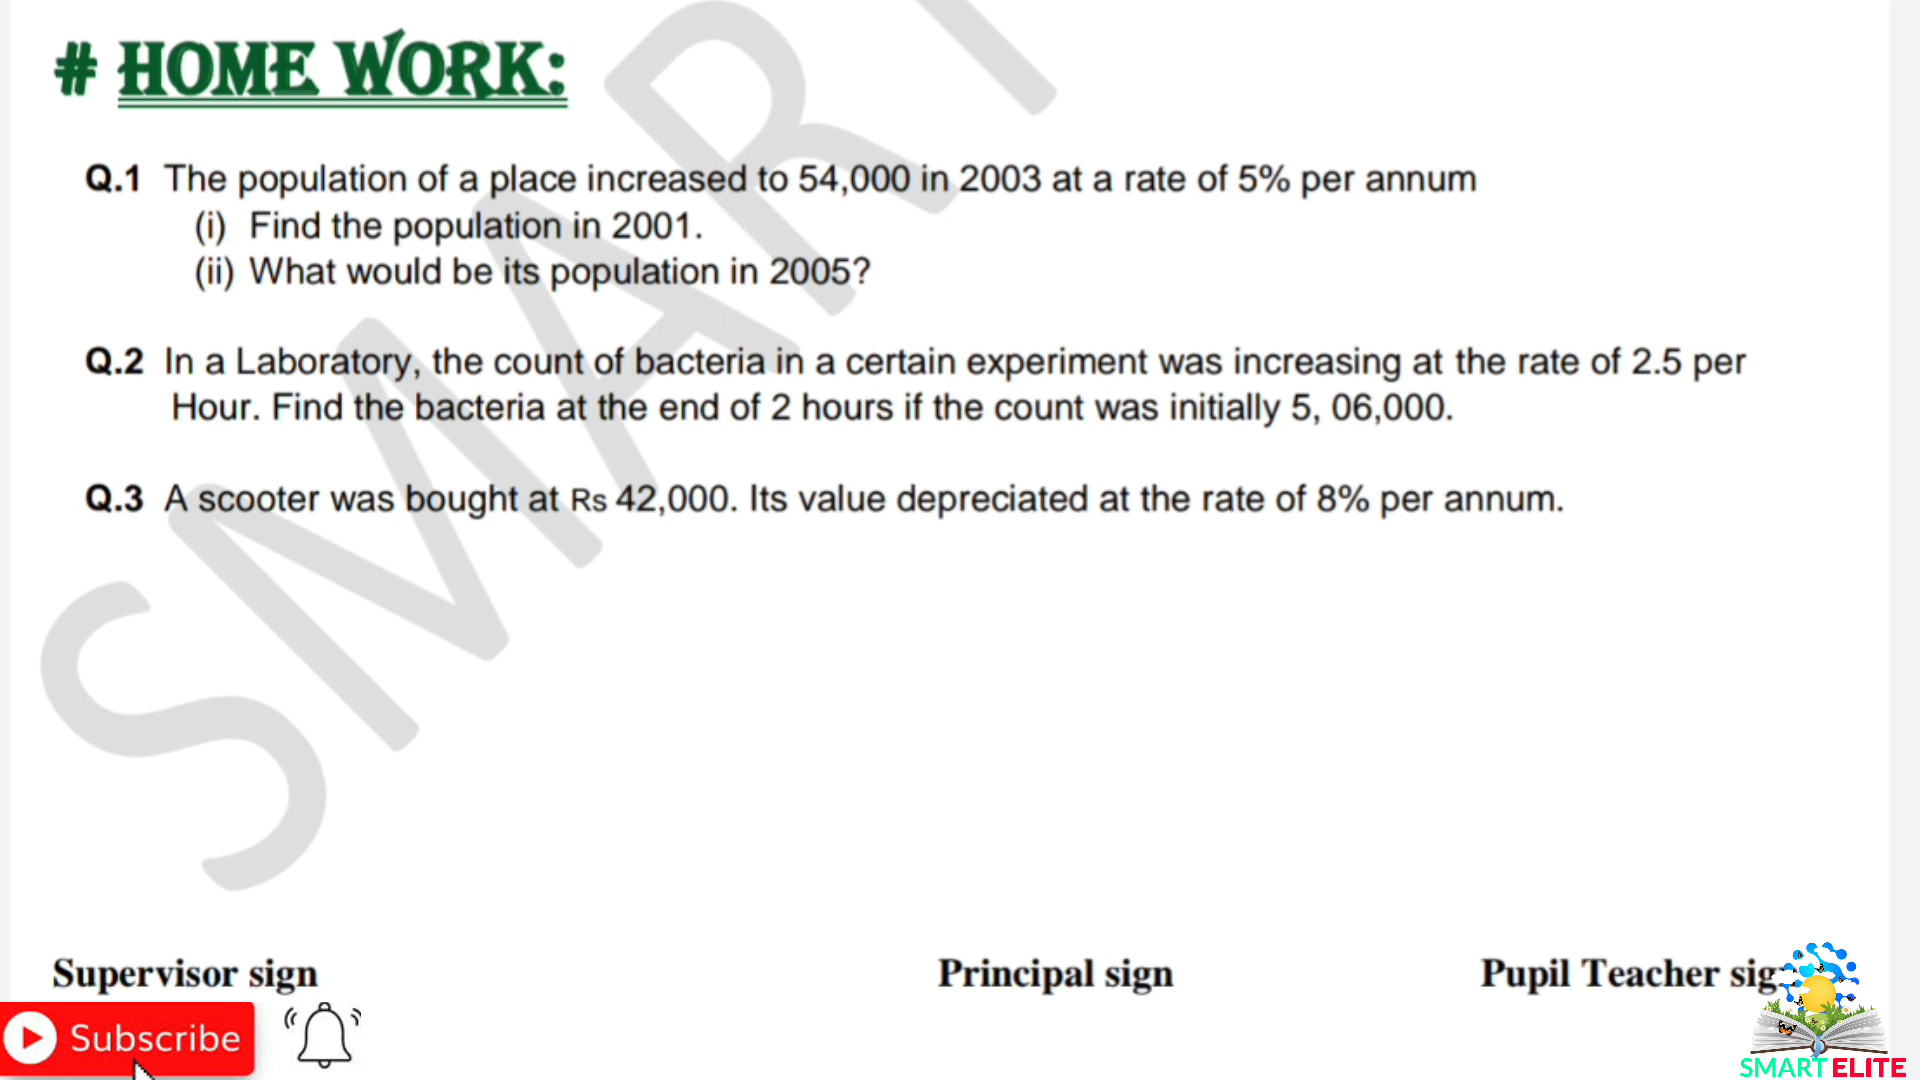 # HOME WORK:
Q.1 The population of a place increased to 54,000 in 2003 at a rate of 5% per annum
(i) Find the population in 2001.
(ii) What would be its population in 2005?
Q.2 In a Laboratory, the count of bacteria in a certain experiment was increasing at the rate of 2.5 per
Hour. Find the bacteria at the end of 2 hours if the count was initially 5, 06,000.
Q.3 A scooter was bought at Rs 42,000. Its value depreciated at the rate of 8% per annum.
SMART
Supervisor sign
Principal sign
Pupil Teacher sig
Subscribe
SMART ELITE